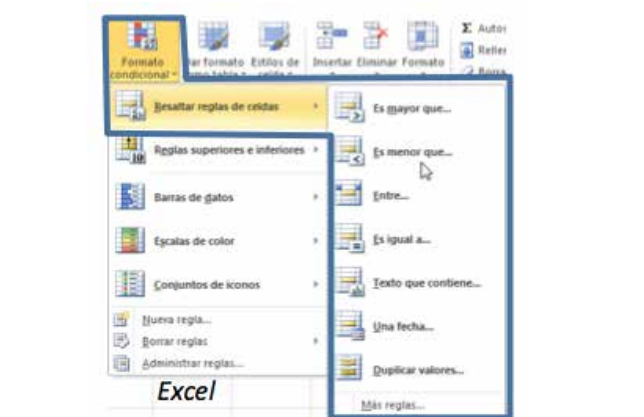 Σ Autos
Insertar Eliminar Formato
Formato condicional
Estilos de
Resaltar reglas de celdas
Reglas superiores e inferiores
Barras de datos
Escalas de color
Conjuntos de iconos
Nueva regla...
Borrar reglas
Administrar reglas...
Es mayor que...
Es menor que...
Entre...
Es igual a...
Texto que contiene...
Una fecha...
Duplicar valores...
Más reglas...
Excel